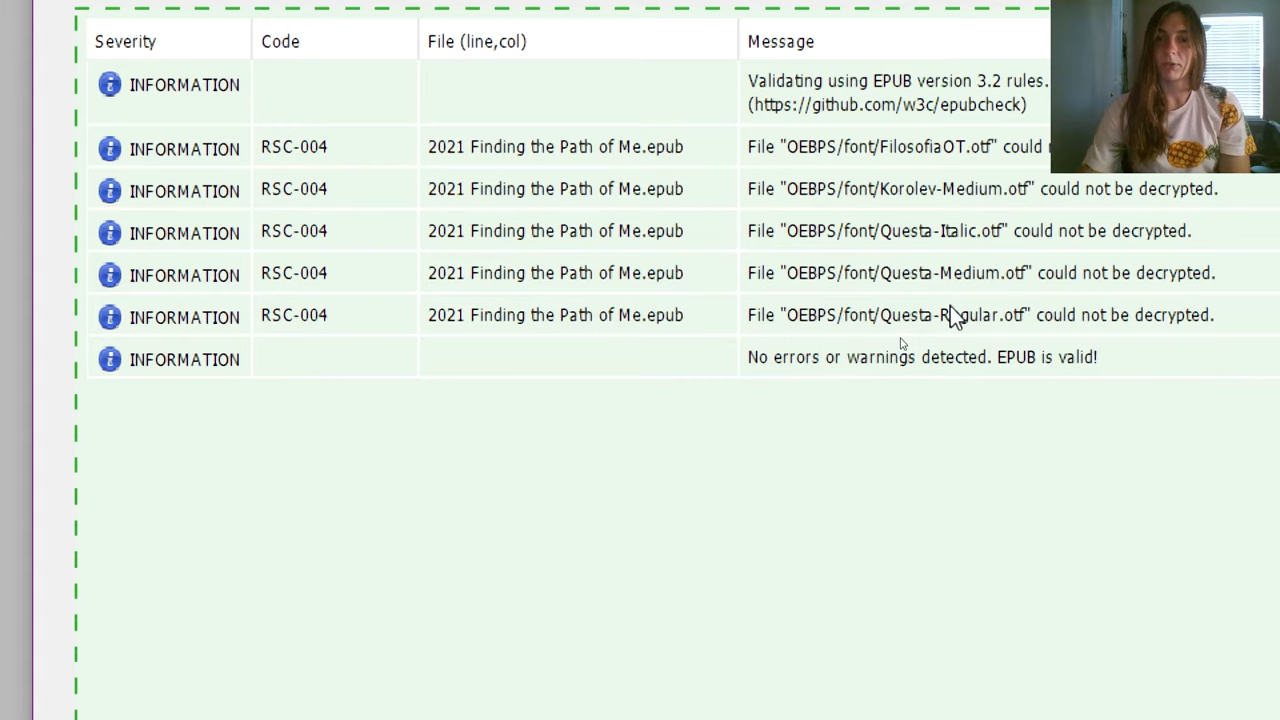 Severity Code File (line,col) Message
INFORMATION Validating using EPUB version 3.2 rules.
(https://github.com/w3c/epubcheck)
INFORMATION RSC-004 2021 Finding the Path of Me.epub File "OEBPS/font/FilosofiaOT.otf" could
INFORMATION RSC-004 2021 Finding the Path of Me.epub File "OEBPS/font/Korolev-Medium.otf" could not be decrypted.
INFORMATION RSC-004 2021 Finding the Path of Me.epub File "OEBPS/font/Questa-Italic.otf" could not be decrypted.
INFORMATION RSC-004 2021 Finding the Path of Me.epub File "OEBPS/font/Questa-Medium.otf" could not be decrypted.
INFORMATION RSC-004 2021 Finding the Path of Me.epub File "OEBPS/font/Questa-Regular.otf" could not be decrypted.
INFORMATION No errors or warnings detected. EPUB is valid!